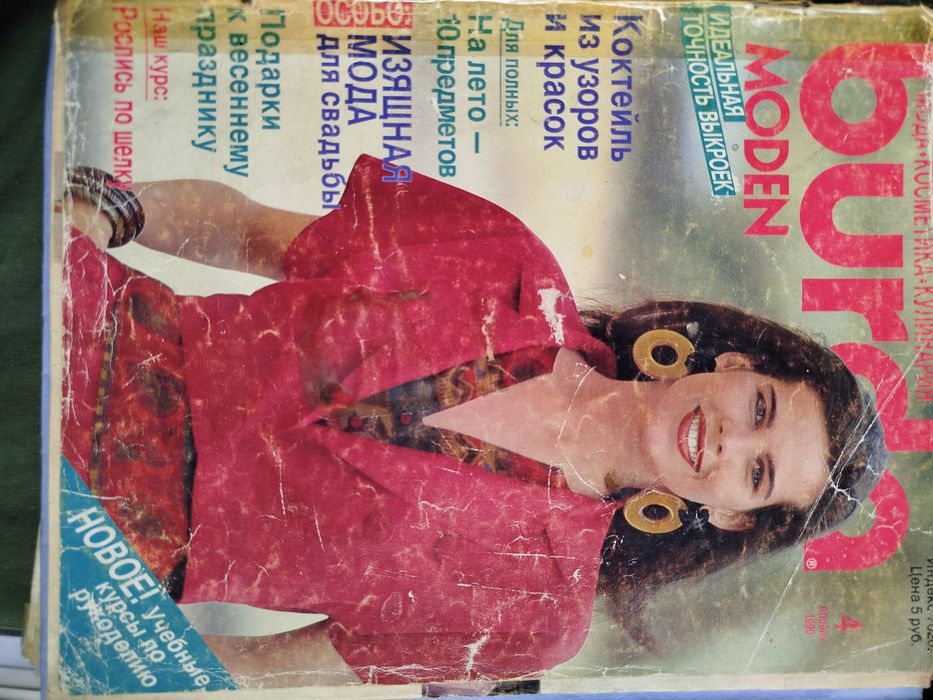 МОДА•КОСМЕТИКА•КУЛИНАРИЯ
burda
MODEN
®
Цена 5 руб.
4
Апрель
1990
ИДЕАЛЬНАЯ
ТОЧНОСТЬ ВЫКРОЕК
Коктейль
из узоров
и красок
Для полных:
На лето –
10 предметов
ОСОБО:
ИЗЯЩНАЯ
МОДА
для свадьбы
Подарки
к весеннему
празднику
Наш курс:
Роспись по шелку
НОВОЕ! учебные
курсы по
рукоделию